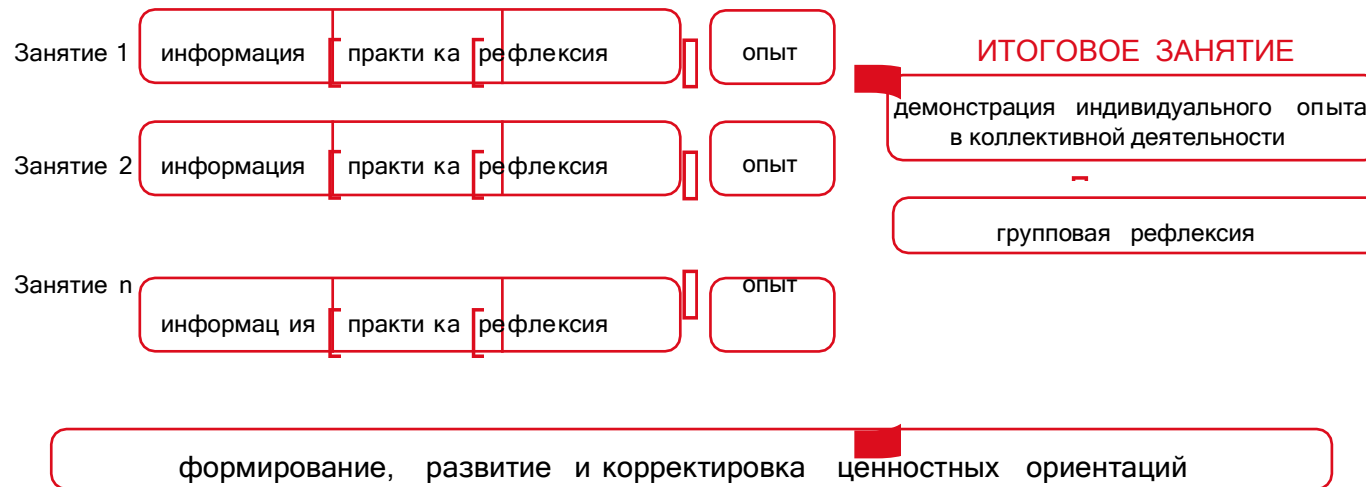 Занятие 1 информация практи ка рефлексия опыт
ИТОГОВОЕ ЗАНЯТИЕ
демонстрация индивидуального опыта
в коллективной деятельности
Занятие 2 информация практи ка рефлексия опыт
групповая рефлексия
Занятие n опыт
информац ия практи ка рефлексия
формирование, развитие и корректировка ценностных ориентаций